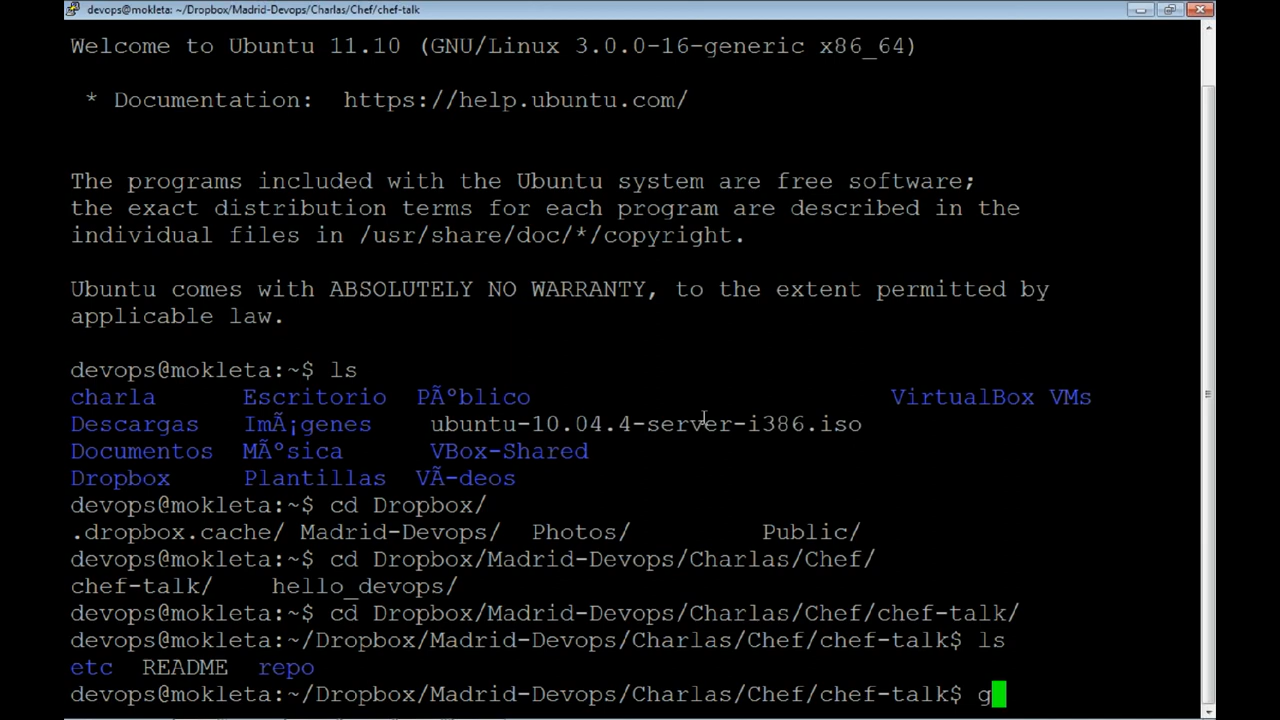 devops@mokleta: ~/Dropbox/Madrid-Devops/Charlas/Chef/chef-talk
Welcome to Ubuntu 11.10 (GNU/Linux 3.0.0-16-generic x86_64)
* Documentation:  https://help.ubuntu.com/
The programs included with the Ubuntu system are free software;
the exact distribution terms for each program are described in the
individual files in /usr/share/doc/*/copyright.
Ubuntu comes with ABSOLUTELY NO WARRANTY, to the extent permitted by
applicable law.
devops@mokleta:~$ ls
charla      Escritorio  PÃºblico                         VirtualBox VMs
Descargas   ImÃ¡genes    ubuntu-10.04.4-server-i386.iso
Documentos  MÃºsica      VBox-Shared
Dropbox     Plantillas  VÃ-deos
devops@mokleta:~$ cd Dropbox/
.dropbox.cache/ Madrid-Devops/  Photos/         Public/
devops@mokleta:~$ cd Dropbox/Madrid-Devops/Charlas/Chef/
chef-talk/    hello_devops/
devops@mokleta:~$ cd Dropbox/Madrid-Devops/Charlas/Chef/chef-talk/
devops@mokleta:~/Dropbox/Madrid-Devops/Charlas/Chef/chef-talk$ ls
etc  README  repo
devops@mokleta:~/Dropbox/Madrid-Devops/Charlas/Chef/chef-talk$ g